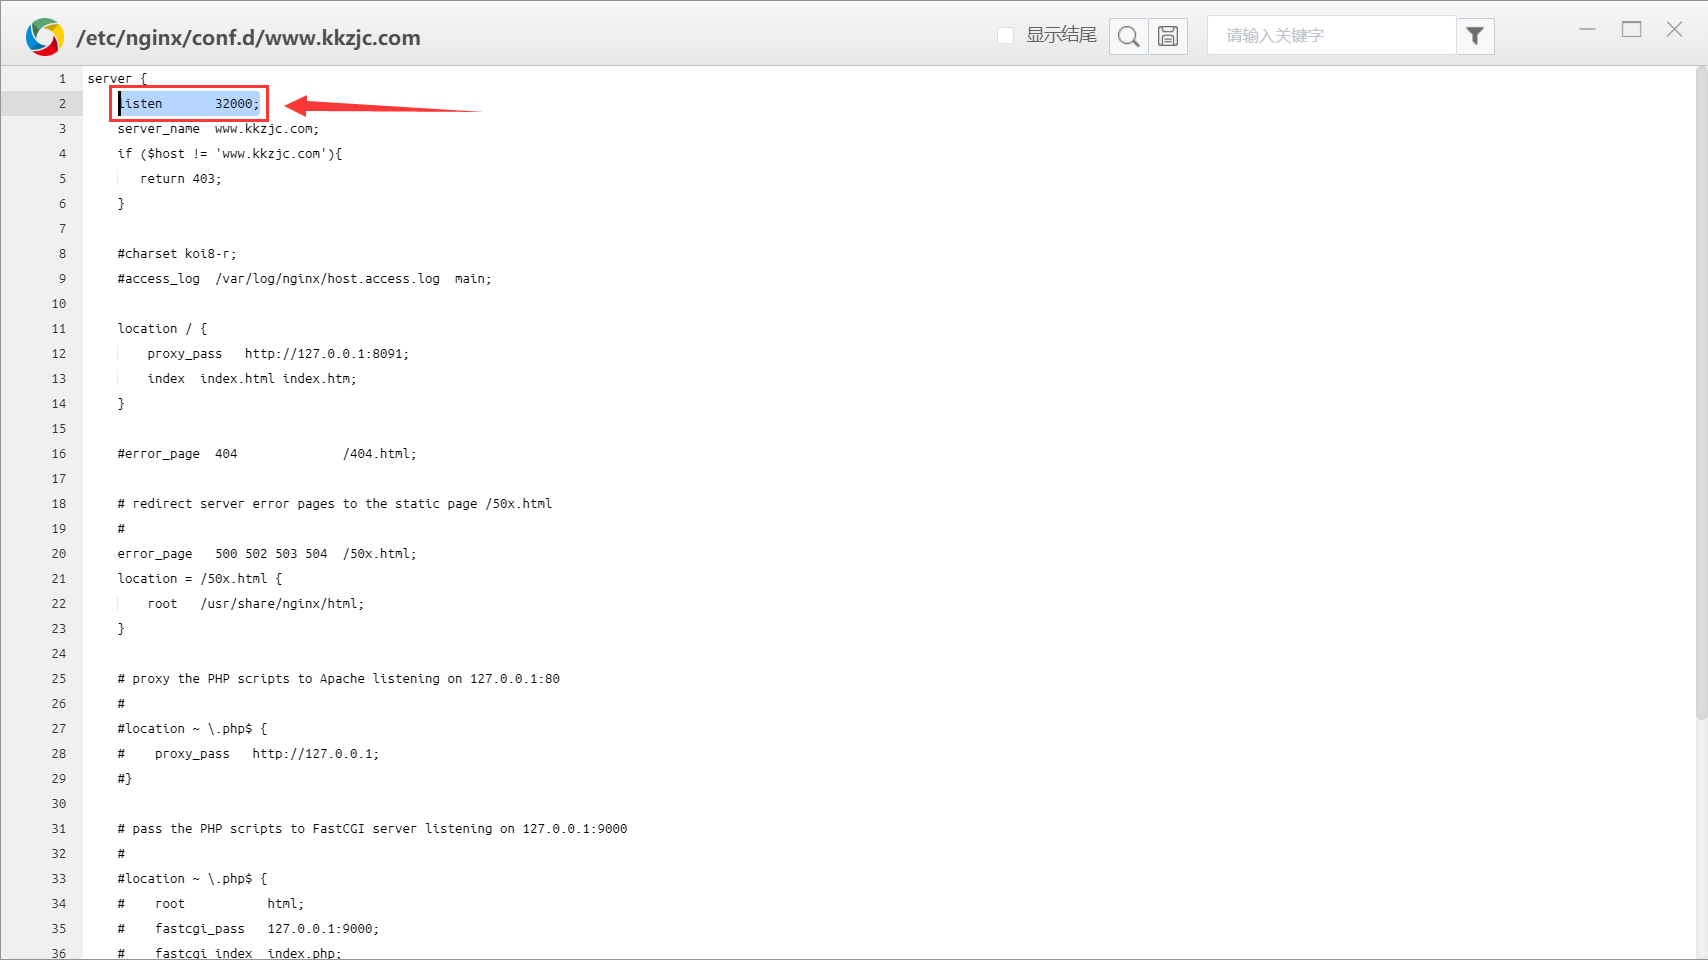 /etc/nginx/conf.d/www.kkzjc.com 显示结尾 请输入关键字
1 server {
2     listen       32000;
3     server_name  www.kkzjc.com;
4     if ($host != 'www.kkzjc.com'){
5        return 403;
6     }
7
8     #charset koi8-r;
9     #access_log  /var/log/nginx/host.access.log  main;
10
11     location / {
12         proxy_pass   http://127.0.0.1:8091;
13         index  index.html index.htm;
14     }
15
16     #error_page  404              /404.html;
17
18     # redirect server error pages to the static page /50x.html
19     #
20     error_page   500 502 503 504  /50x.html;
21     location = /50x.html {
22         root   /usr/share/nginx/html;
23     }
24
25     # proxy the PHP scripts to Apache listening on 127.0.0.1:80
26     #
27     #location ~ \.php$ {
28     #    proxy_pass   http://127.0.0.1;
29     #}
30
31     # pass the PHP scripts to FastCGI server listening on 127.0.0.1:9000
32     #
33     #location ~ \.php$ {
34     #    root           html;
35     #    fastcgi_pass   127.0.0.1:9000;
36     #    fastcgi_index  index.php;